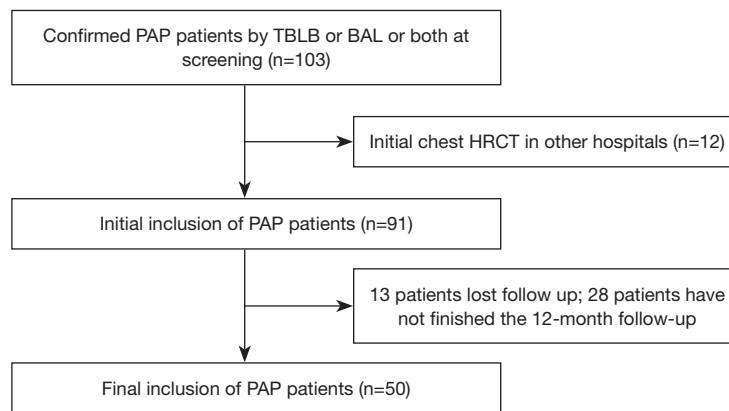 Confirmed PAP patients by TBLB or BAL or both at
screening (n=103)
Initial chest HRCT in other hospitals (n=12)
Initial inclusion of PAP patients (n=91)
13 patients lost follow up; 28 patients have
not finished the 12-month follow-up
Final inclusion of PAP patients (n=50)